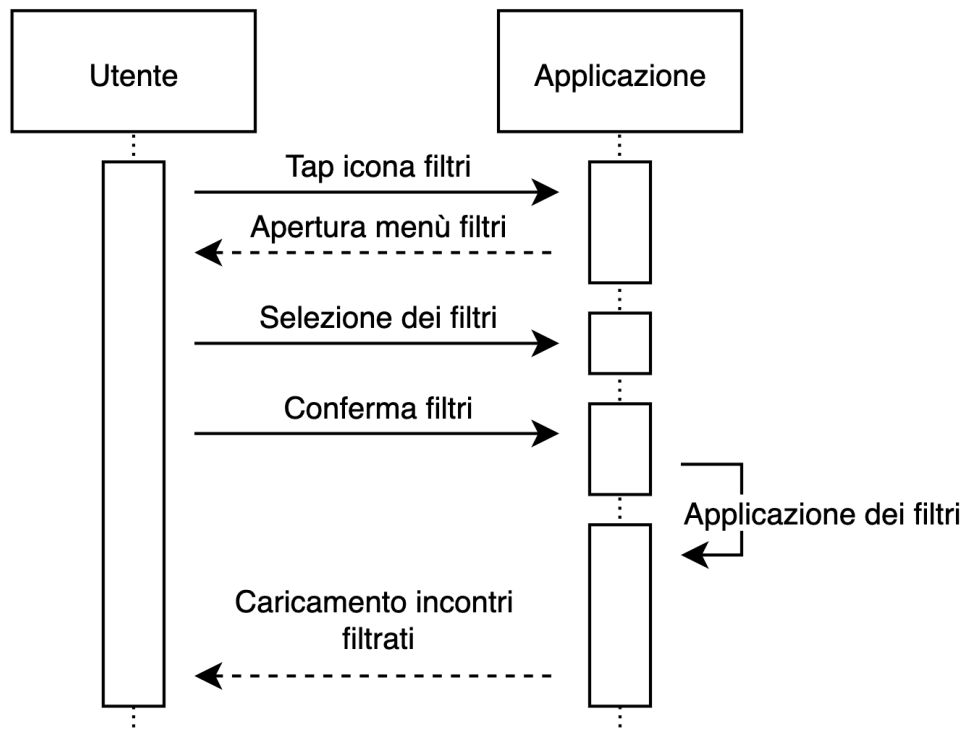 Utente
Applicazione
Tap icona filtri
Apertura menù filtri
Selezione dei filtri
Conferma filtri
Applicazione dei filtri
Caricamento incontri
filtrati